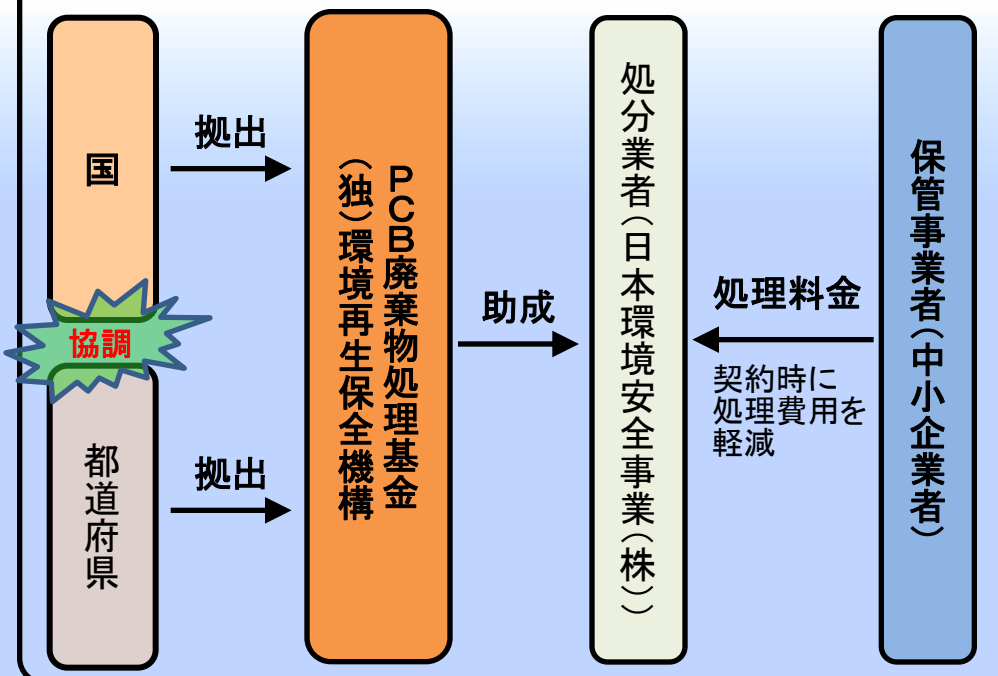 国
協調
都道府県
拠出
拠出
PCB廃棄物処理基金
(独)環境再生保全機構
助成
処分業者(日本環境安全事業(株))
処理料金
契約時に
処理費用を
軽減
保管事業者(中小企業者)